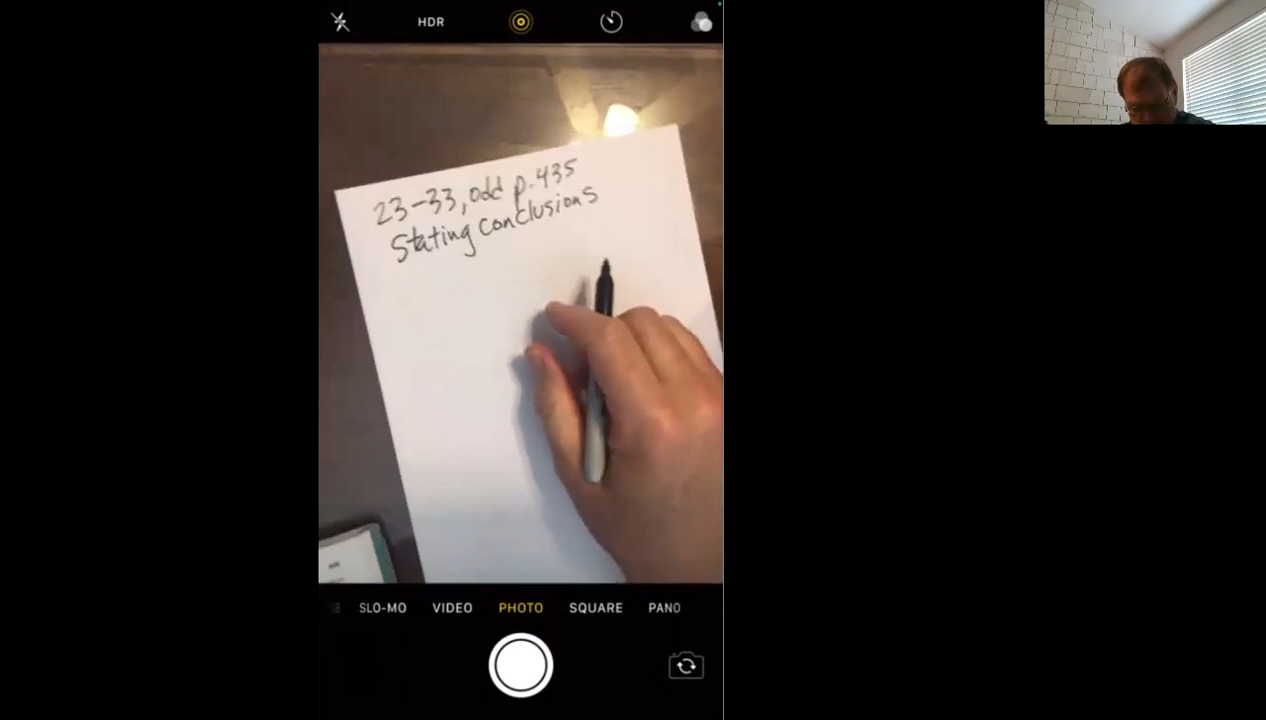 HDR
23-33, odd p.435
Stating conclusions
SLO-MO VIDEO PHOTO SQUARE PANO